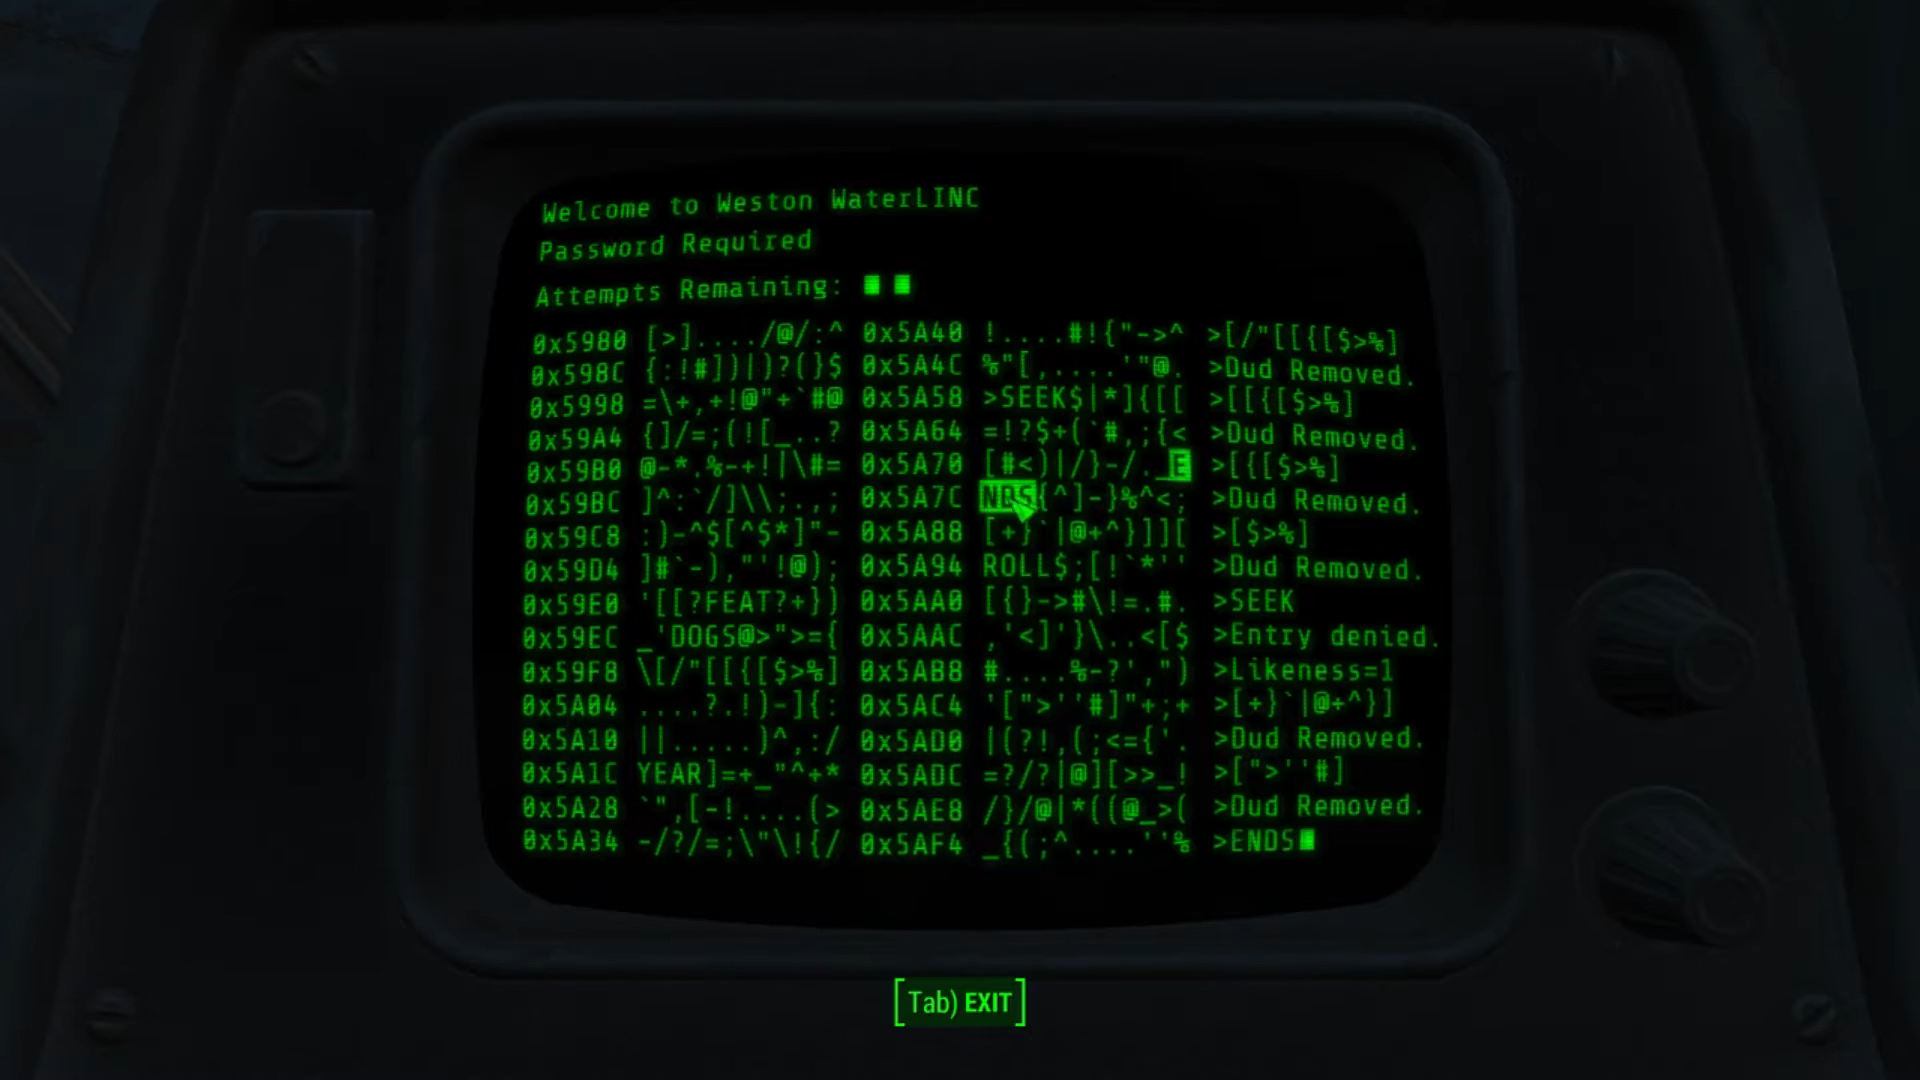 Welcome to Weston WaterLINC
Password Required
Attempts Remaining:
0x5980 [>]..../@/:^ 0x5A40 !....#!{"->^ >[/"[[{[$>%]
0x598C {:!#])|)?(}$ 0x5A4C %"[,....'"@. >Dud Removed.
0x5998 =\+,+!@"+`#@ 0x5A58 >SEEK$|*]{[[ >[[{[$>%]
0x59A4 {]/=;(![_..? 0x5A64 =!?$+(`#,;{< >Dud Removed.
0x59B0 @-*.%-+!|\#= 0x5A70 [#<)|/}-/._E >[{[$>%]
0x59BC ]^:`/]\\;.,; 0x5A7C NDS{^]-}%^<; >Dud Removed.
0x59C8 :)-^$[^$*]"- 0x5A88 [+}`|@+^}]][ >[$>%]
0x59D4 ]#`-),"'!@); 0x5A94 ROLL$;[!`*'' >Dud Removed.
0x59E0 '[[?FEAT?+}) 0x5AA0 [{}->#\!=.#. >SEEK
0x59EC _'DOGS@>">={ 0x5AAC ,'<]'}\..<[$ >Entry denied.
0x59F8 \[/"[[{[$>%] 0x5AB8 #....%-?',") >Likeness=1
0x5A04 ....?.!)-]{: 0x5AC4 '[">''#]"+;+ >[+}`|@+^}]
0x5A10 ||.....)^,:/ 0x5AD0 |(?!,(;<={'. >Dud Removed.
0x5A1C YEAR]=+_"^+* 0x5ADC =?/?|@][>>_! >[">''#]
0x5A28 `",[-!....(> 0x5AE8 /}/@|*((@_>( >Dud Removed.
0x5A34 -/?/=;\"\!{/ 0x5AF4 _{(;^....''% >ENDS
[Tab) EXIT]